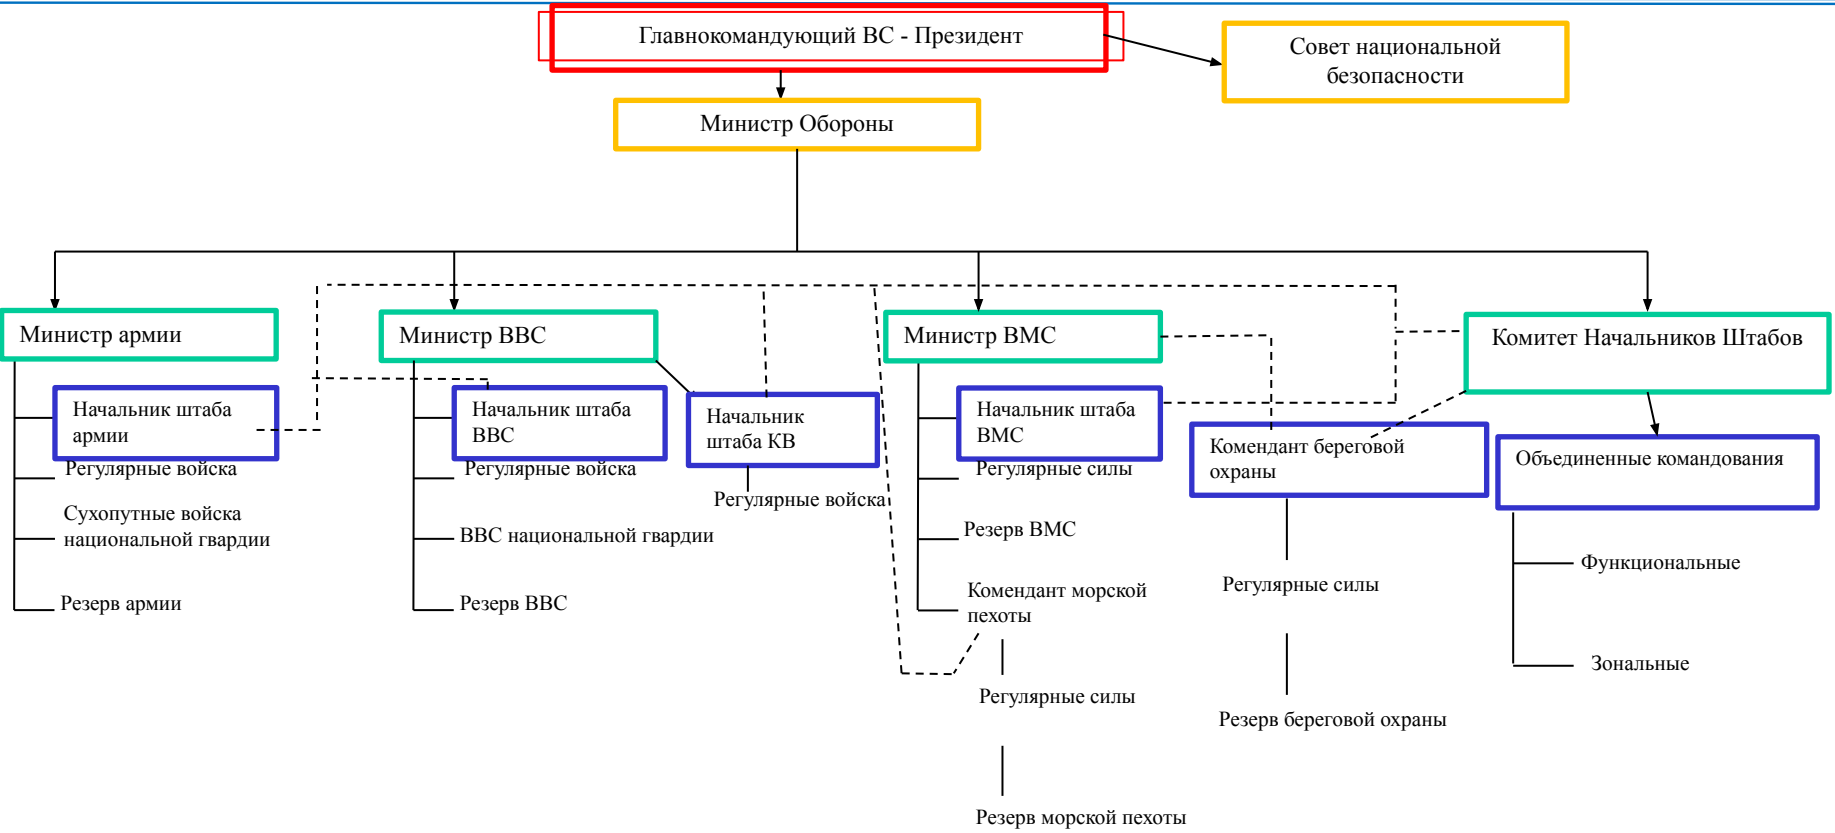 Главнокомандующий ВС - Президент
Совет национальной
безопасности
Министр Обороны
Министр армии
Начальник штаба
армии
Регулярные войска
Сухопутные войска
национальной гвардии
Резерв армии
Министр ВВС
Начальник штаба
ВВС
Регулярные войска
ВВС национальной гвардии
Резерв ВВС
Начальник
штаба КВ
Регулярные войска
Министр ВМС
Начальник штаба
ВМС
Регулярные силы
Резерв ВМС
Комендант морской
пехоты
Регулярные силы
Резерв морской пехоты
Комендант береговой
охраны
Регулярные силы
Резерв береговой охраны
Комитет Начальников Штабов
Объединенные командования
Функциональные
Зональные